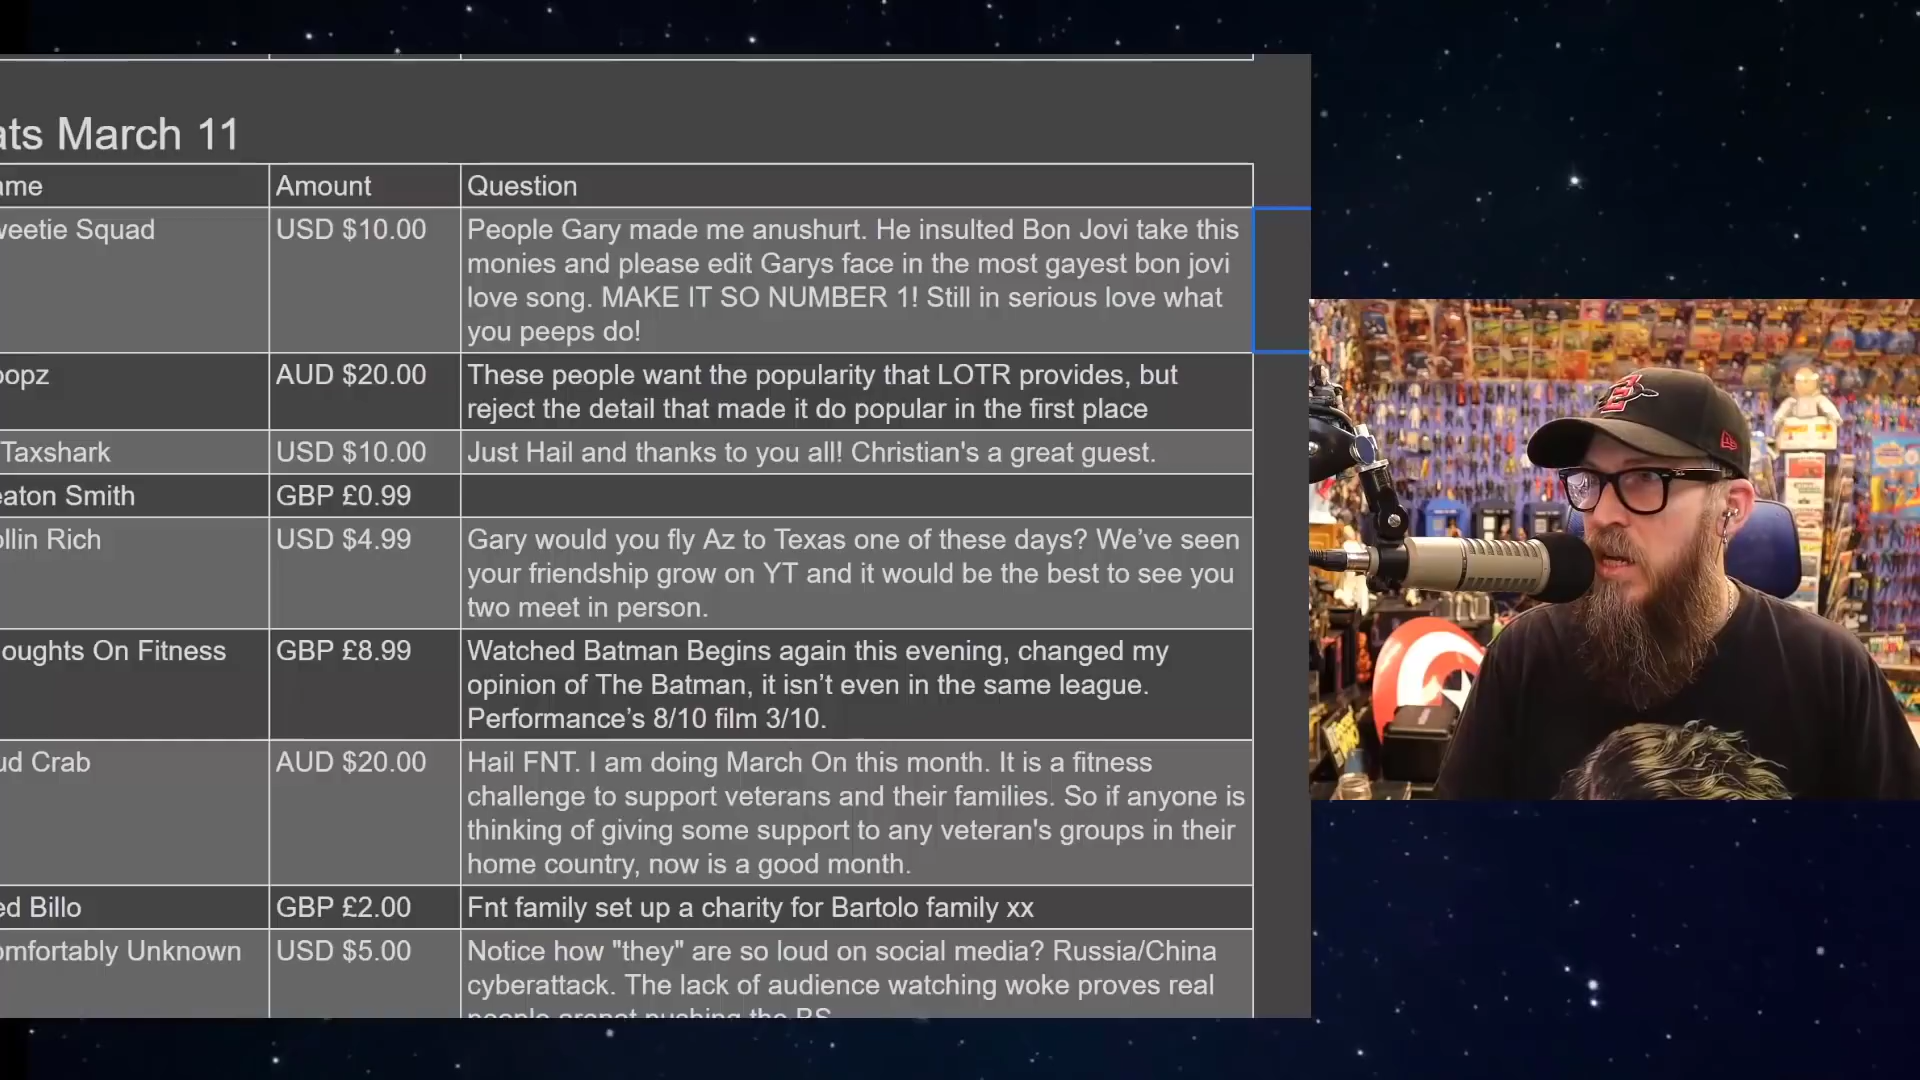 ats March 11
ame Amount Question
weetie Squad USD $10.00 People Gary made me anushurt. He insulted Bon Jovi take this
monies and please edit Garys face in the most gayest bon jovi
love song. MAKE IT SO NUMBER 1! Still in serious love what
you peeps do!
oopz AUD $20.00 These people want the popularity that LOTR provides, but
reject the detail that made it do popular in the first place
Taxshark USD $10.00 Just Hail and thanks to you all! Christian's a great guest.
eaton Smith GBP £0.99
ollin Rich USD $4.99 Gary would you fly Az to Texas one of these days? We’ve seen
your friendship grow on YT and it would be the best to see you
two meet in person.
oughts On Fitness GBP £8.99 Watched Batman Begins again this evening, changed my
opinion of The Batman, it isn’t even in the same league.
Performance’s 8/10 film 3/10.
ud Crab AUD $20.00 Hail FNT. I am doing March On this month. It is a fitness
challenge to support veterans and their families. So if anyone is
thinking of giving some support to any veteran's groups in their
home country, now is a good month.
ed Billo GBP £2.00 Fnt family set up a charity for Bartolo family xx
omfortably Unknown USD $5.00 Notice how "they" are so loud on social media? Russia/China
cyberattack. The lack of audience watching woke proves real
people arenat pushing the BS